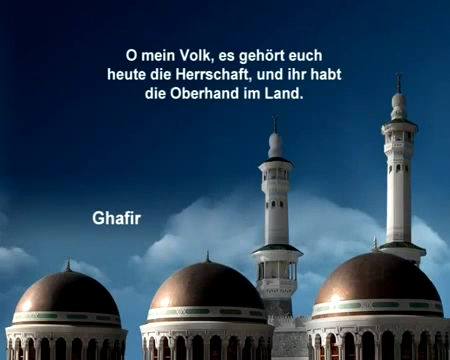 O mein Volk, es gehört euch
heute die Herrschaft, und ihr habt
die Oberhand im Land.
Ghafir